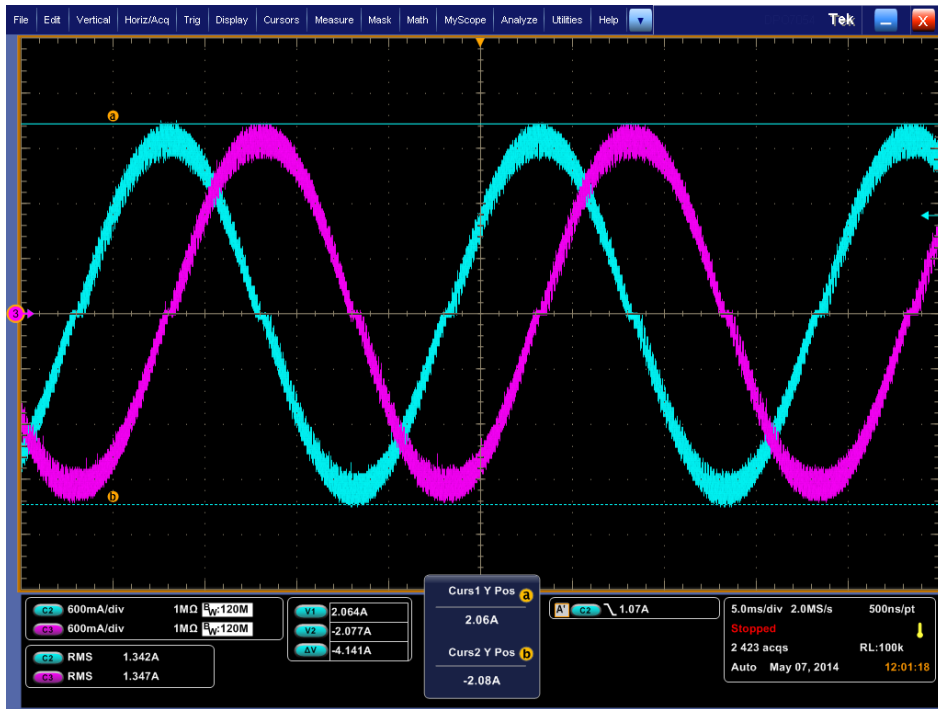 File Edit Vertical Horiz/Acq Trig Display Cursors Measure Mask Math MyScope Analyze Utilities Help Tek X
a
3
b
C2 600mA/div 1MΩ BW:120M
C3 600mA/div 1MΩ BW:120M
C2 RMS 1.342A
C3 RMS 1.347A
V1 2.064A
V2 -2.077A
ΔV -4.141A
Curs1 Y Pos a
2.06A
Curs2 Y Pos b
-2.08A
A' C2 1.07A
5.0ms/div 2.0MS/s 500ns/pt
Stopped
2 423 acqs RL:100k
Auto May 07, 2014 12:01:18